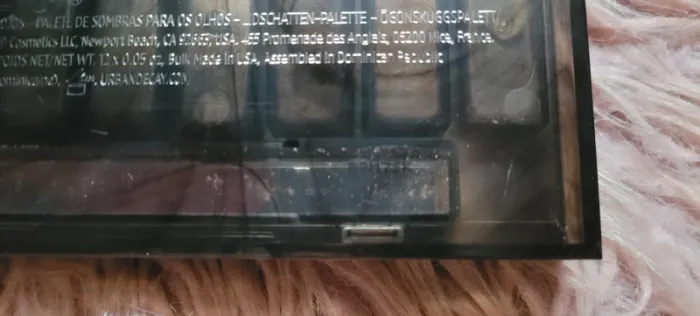 PALETE DE SOMBRAS PARA OS OLHOS - DSCHATTEN-PALETTE - ÖGONSKUGGSPALETT
Cosmetics LLC, Newport Beach, CA 92663, USA, 455 Promenade des Anglais, 06200 Nice, France.
NET/NET WT. 12 x 0.05 oz, Bulk Made in USA, Assembled in Dominican Republic
URBANDECAY.COM